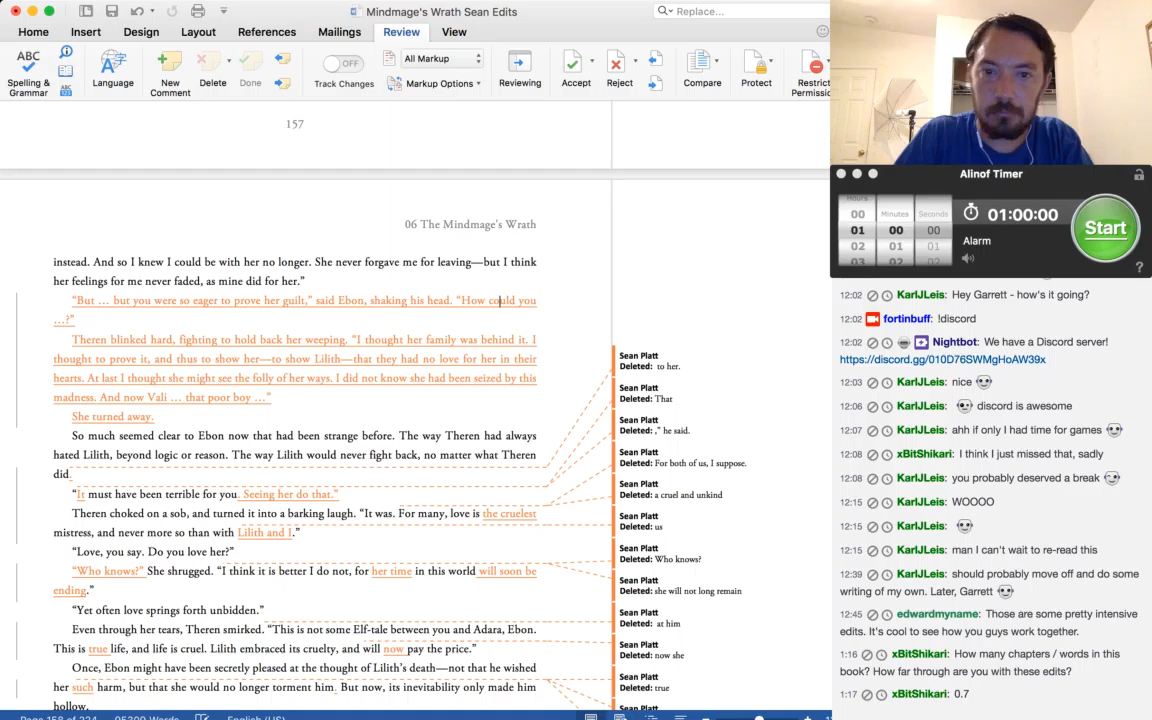 Mindmage's Wrath Sean Edits
Replace...
Home Insert Design Layout References Mailings Review View
ABC
Spelling & Grammar
ABC
Language
New Comment
Delete
Done
OFF
Track Changes
All Markup
Markup Options
Reviewing
Accept
Reject
Compare
Protect
Restrict
157
06 The Mindmage's Wrath
instead. And so I knew I could be with her no longer. She never forgave me for leaving—but I think
her feelings for me never faded, as mine did for her."
"But … but you were so eager to prove her guilt," said Ebon, shaking his head. "How could you
…?"
Theren blinked hard, fighting to hold back her weeping. "I thought her family was behind it. I
thought to prove it, and thus to show her—to show Lilith—that they had no love for her in their
hearts. At last I thought she might see the folly of her ways. I did not know she had been seized by this
madness. And now Vali … that poor boy …"
She turned away.
So much seemed clear to Ebon now that had been strange before. The way Theren had always
hated Lilith, beyond logic or reason. The way Lilith would never fight back, no matter what Theren
did.
"It must have been terrible for you. Seeing her do that."
Theren choked on a sob, and turned it into a barking laugh. "It was. For many, love is the cruelest
mistress, and never more so than with Lilith and I."
"Love, you say. Do you love her?"
"Who knows?" She shrugged. "I think it is better I do not, for her time in this world will soon be
ending."
"Yet often love springs forth unbidden."
Even through her tears, Theren smirked. "This is not some Elf-tale between you and Adara, Ebon.
This is true life, and life is cruel. Lilith embraced its cruelty, and will now pay the price."
Once, Ebon might have been secretly pleased at the thought of Lilith's death—not that he wished
her such harm, but that she would no longer torment him. But now, its inevitability only made him
hollow.
Sean Platt
Deleted: to her.
Sean Platt
Deleted: That
Sean Platt
Deleted: ," he said.
Sean Platt
Deleted: For both of us, I suppose.
Sean Platt
Deleted: a cruel and unkind
Sean Platt
Deleted: us
Sean Platt
Deleted: Who knows?
Sean Platt
Deleted: she will not long remain
Sean Platt
Deleted: at him
Sean Platt
Deleted: now she
Sean Platt
Deleted: true
Sean Platt
Page 158 of 224 95309 Words English (US)
Alinof Timer
Hours Minutes Seconds
00
01 00 00
02 01 01
03 02 02
01:00:00
Alarm
Start
?
12:02 KarlJLeis: Hey Garrett - how's it going?
12:02 fortinbuff: !discord
12:02 Nightbot: We have a Discord server!
https://discord.gg/010D76SWMgHoAW39x
12:03 KarlJLeis: nice
12:06 KarlJLeis: discord is awesome
12:07 KarlJLeis: ahh if only I had time for games
12:08 xBitShikari: I think I just missed that, sadly
12:08 KarlJLeis: you probably deserved a break
12:15 KarlJLeis: WOOOO
12:15 KarlJLeis:
12:15 KarlJLeis: man I can't wait to re-read this
12:39 KarlJLeis: should probably move off and do some
writing of my own. Later, Garrett
12:45 edwardmyname: Those are some pretty intensive
edits. It's cool to see how you guys work together.
1:16 xBitShikari: How many chapters / words in this
book? How far through are you with these edits?
1:17 xBitShikari: 0.7